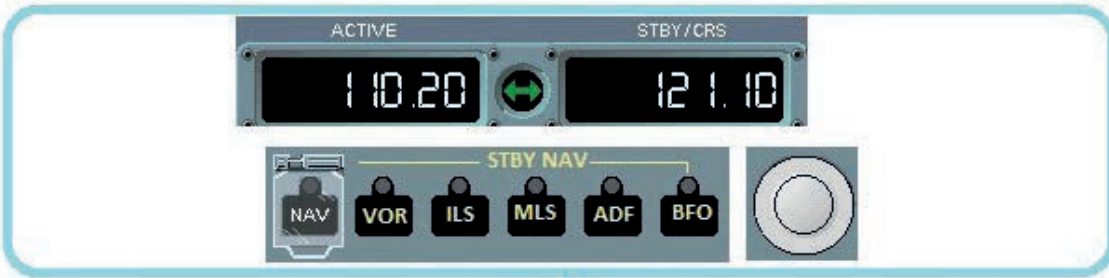 ACTIVE STBY/CRS
110.20 121.10
STBY NAV
NAV VOR ILS MLS ADF BFO